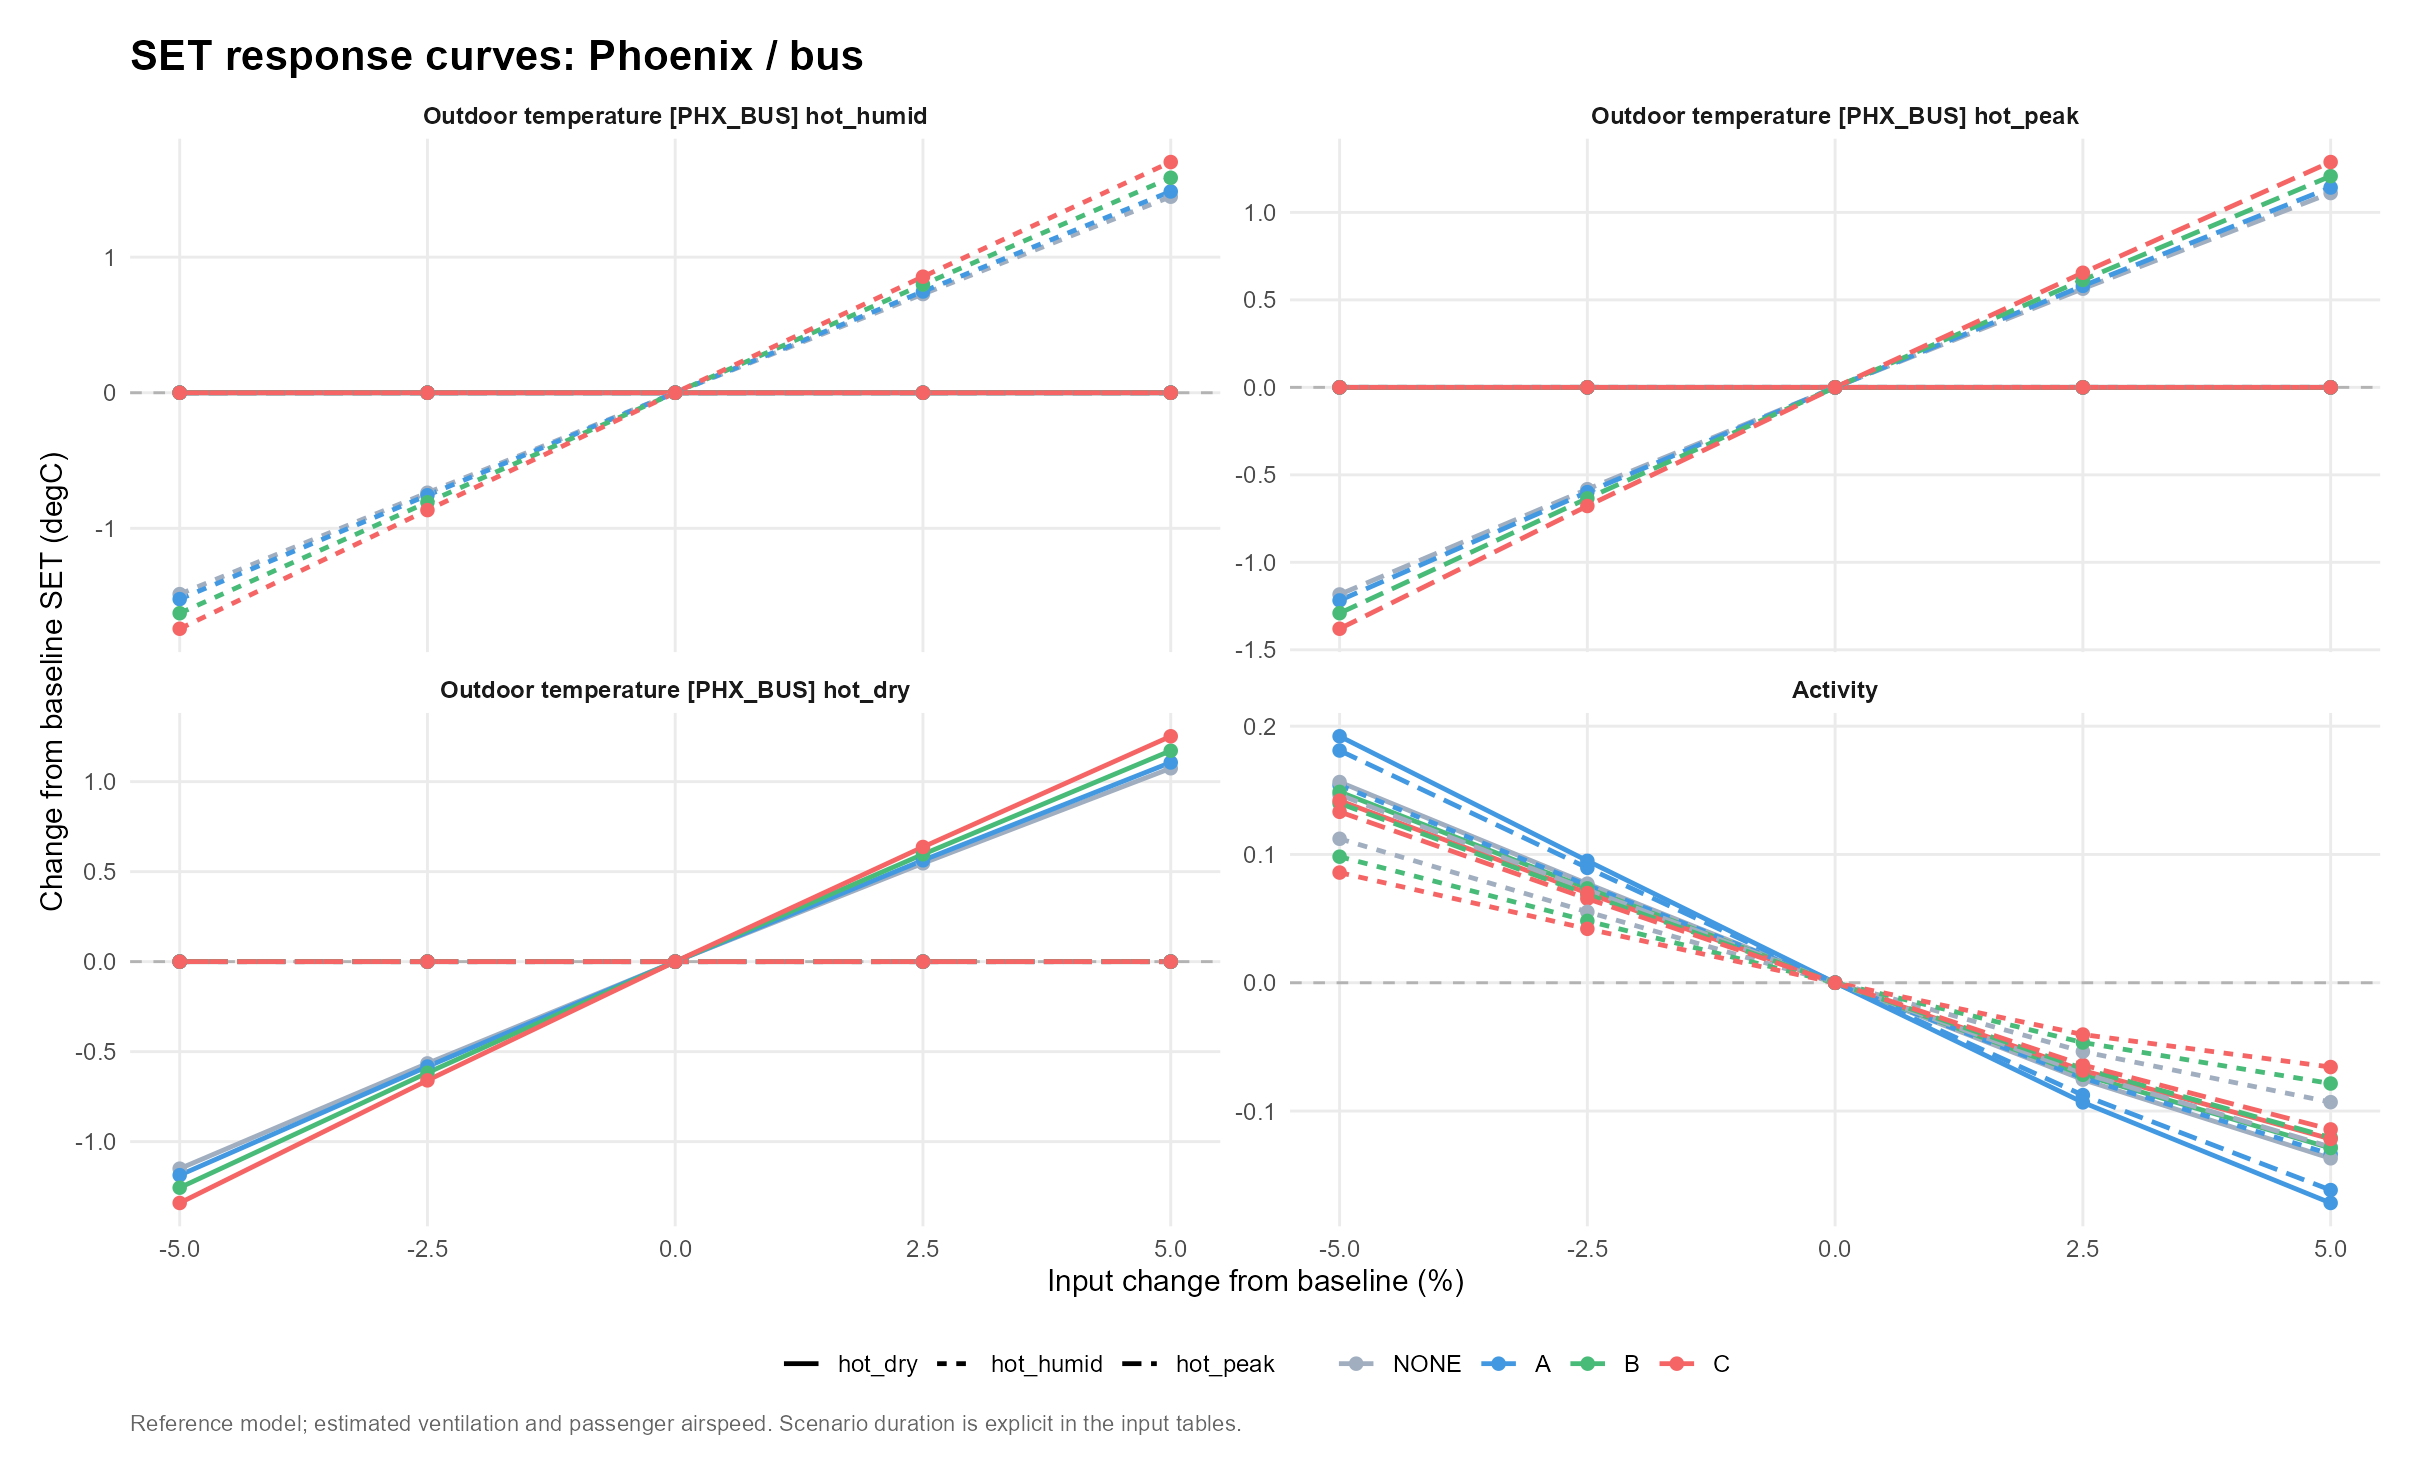 SET response curves: Phoenix / bus
Outdoor temperature [PHX_BUS] hot_humid
Outdoor temperature [PHX_BUS] hot_peak
1
0
-1
1.0
0.5
0.0
-0.5
-1.0
-1.5
Change from baseline SET (degC)
Outdoor temperature [PHX_BUS] hot_dry
Activity
1.0
0.5
0.0
-0.5
-1.0
0.2
0.1
0.0
-0.1
-5.0 -2.5 0.0 2.5 5.0
-5.0 -2.5 0.0 2.5 5.0
Input change from baseline (%)
hot_dry hot_humid hot_peak NONE A B C
Reference model; estimated ventilation and passenger airspeed. Scenario duration is explicit in the input tables.